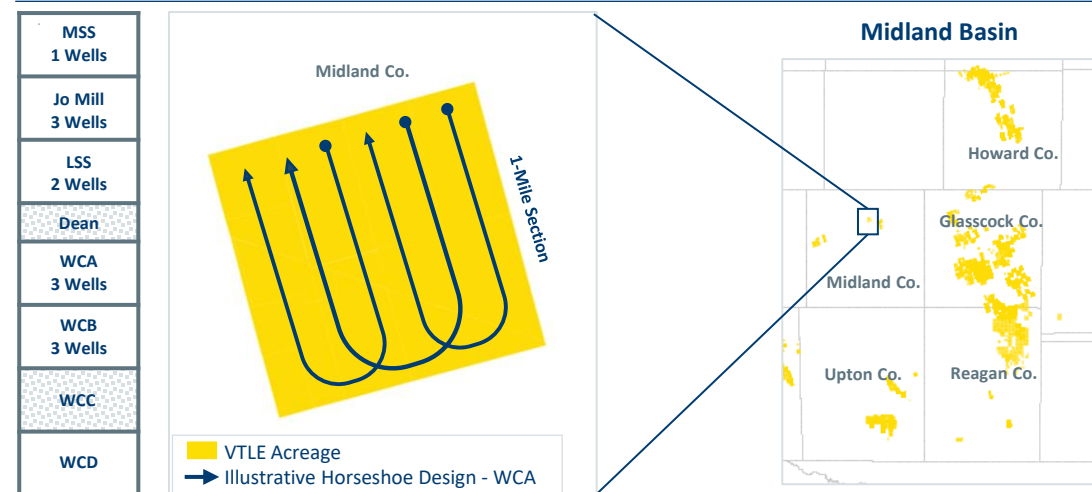 MSS
1 Wells
Jo Mill
3 Wells
LSS
2 Wells
Dean
WCA
3 Wells
WCB
3 Wells
WCC
WCD
Midland Co.
1-Mile Section
VTLE Acreage
Illustrative Horseshoe Design - WCA
Midland Basin
Howard Co.
Glasscock Co.
Midland Co.
Upton Co.
Reagan Co.